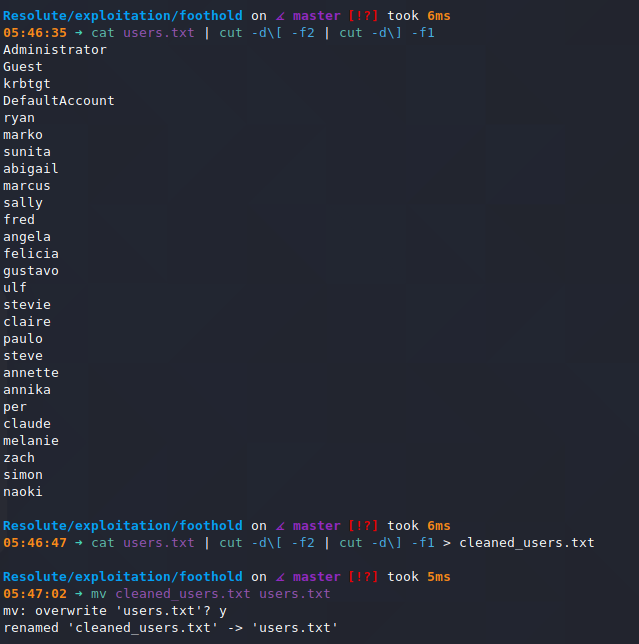 Resolute/exploitation/foothold on ⦟ master [!?] took 6ms
05:46:35 ➜ cat users.txt | cut -d\[ -f2 | cut -d\] -f1
Administrator
Guest
krbtgt
DefaultAccount
ryan
marko
sunita
abigail
marcus
sally
fred
angela
felicia
gustavo
ulf
stevie
claire
paulo
steve
annette
annika
per
claude
melanie
zach
simon
naoki
Resolute/exploitation/foothold on ⦟ master [!?] took 6ms
05:46:47 ➜ cat users.txt | cut -d\[ -f2 | cut -d\] -f1 > cleaned_users.txt
Resolute/exploitation/foothold on ⦟ master [!?] took 5ms
05:47:02 ➜ mv cleaned_users.txt users.txt
mv: overwrite 'users.txt'? y
renamed 'cleaned_users.txt' -> 'users.txt'